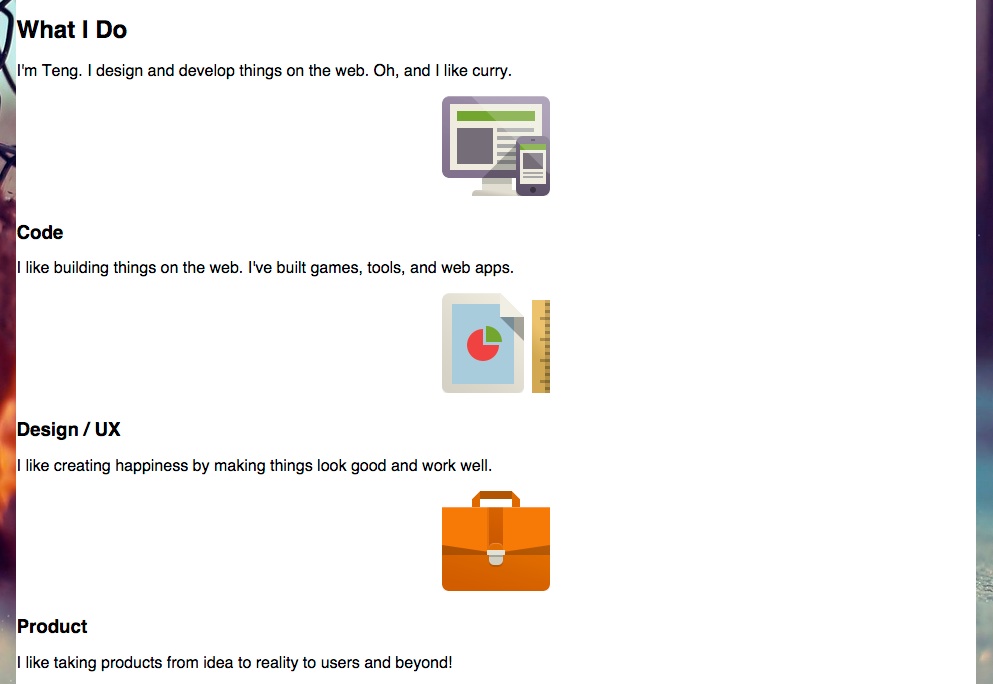 What I Do
I'm Teng. I design and develop things on the web. Oh, and I like curry.
Code
I like building things on the web. I've built games, tools, and web apps.
Design / UX
I like creating happiness by making things look good and work well.
Product
I like taking products from idea to reality to users and beyond!